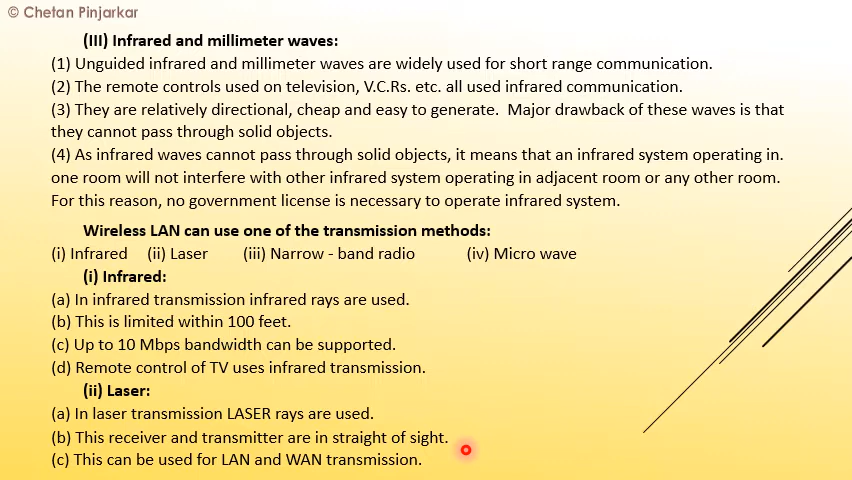 © Chetan Pinjarkar
(III) Infrared and millimeter waves:
(1) Unguided infrared and millimeter waves are widely used for short range communication.
(2) The remote controls used on television, V.C.Rs. etc. all used infrared communication.
(3) They are relatively directional, cheap and easy to generate.  Major drawback of these waves is that
they cannot pass through solid objects.
(4) As infrared waves cannot pass through solid objects, it means that an infrared system operating in.
one room will not interfere with other infrared system operating in adjacent room or any other room.
For this reason, no government license is necessary to operate infrared system.
Wireless LAN can use one of the transmission methods:
(i) Infrared    (ii) Laser    (iii) Narrow - band radio    (iv) Micro wave
(i) Infrared:
(a) In infrared transmission infrared rays are used.
(b) This is limited within 100 feet.
(c) Up to 10 Mbps bandwidth can be supported.
(d) Remote control of TV uses infrared transmission.
(ii) Laser:
(a) In laser transmission LASER rays are used.
(b) This receiver and transmitter are in straight of sight.
(c) This can be used for LAN and WAN transmission.